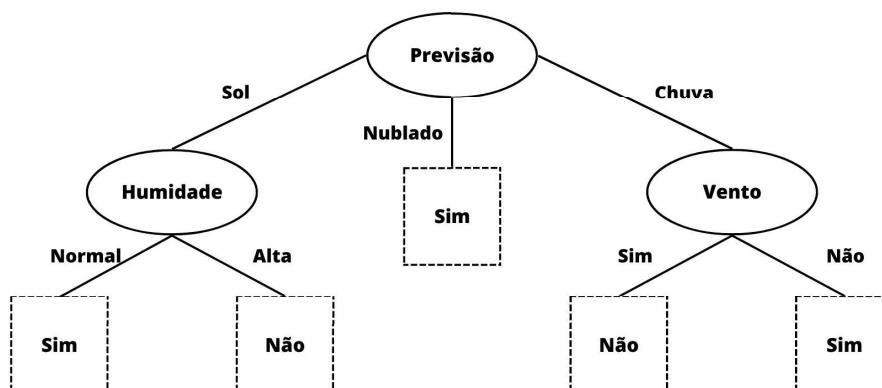 Previsão
Sol
Chuva
Nublado
Humidade
Sim
Vento
Normal
Alta
Sim
Não
Sim
Não
Não
Sim